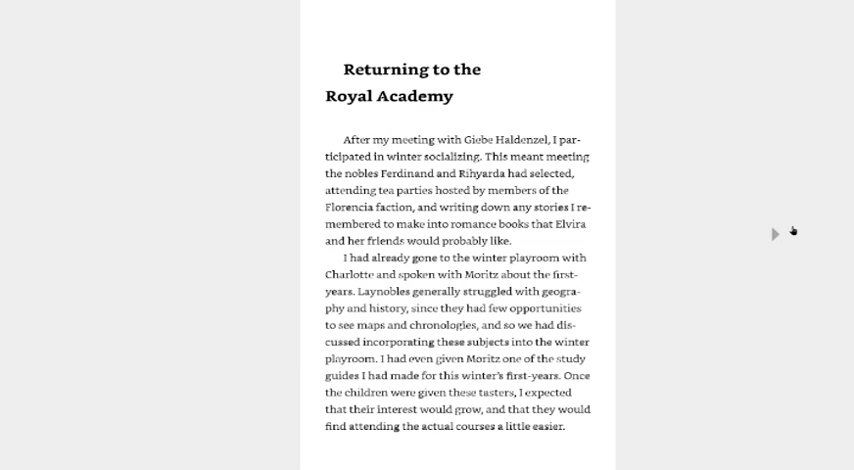 Returning to the
Royal Academy
After my meeting with Giebe Haldenzel, I par-
ticipated in winter socializing. This meant meeting
the nobles Ferdinand and Rihyarda had selected,
attending tea parties hosted by members of the
Florencia faction, and writing down any stories I re-
membered to make into romance books that Elvira
and her friends would probably like.
I had already gone to the winter playroom with
Charlotte and spoken with Moritz about the first-
years. Laynobles generally struggled with geogra-
phy and history, since they had few opportunities
to see maps and chronologies, and so we had dis-
cussed incorporating these subjects into the winter
playroom. I had even given Moritz one of the study
guides I had made for this winter's first-years. Once
the children were given these tasters, I expected
that their interest would grow, and that they would
find attending the actual courses a little easier.